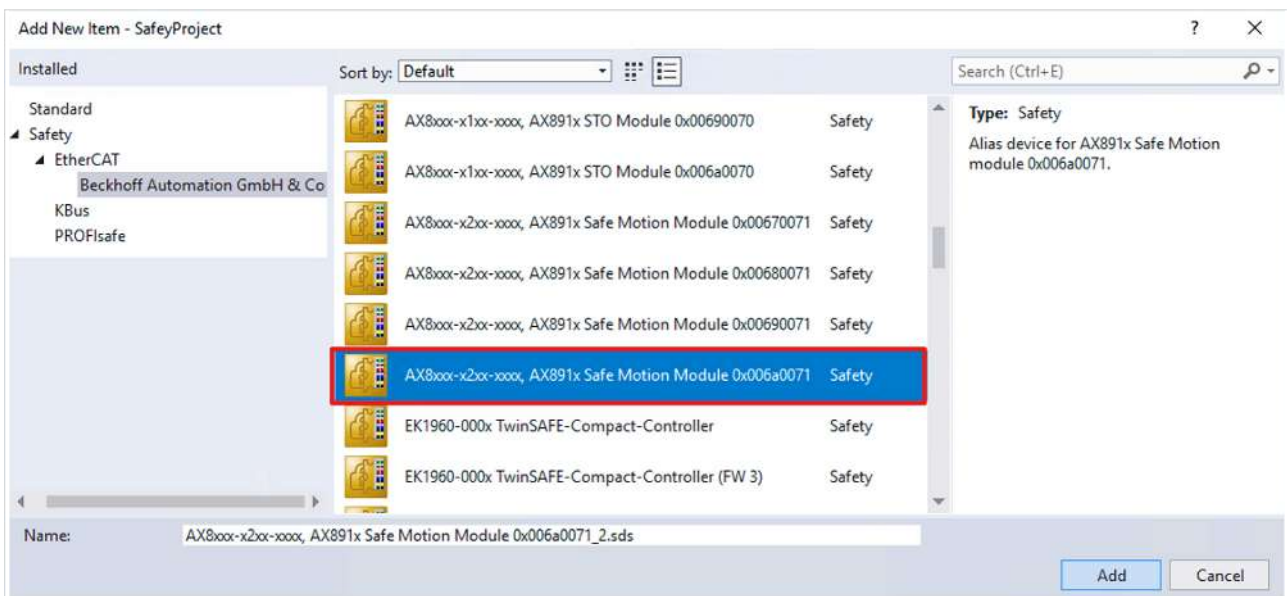 Add New Item - SafeyProject
? X
Installed
Sort by: Default
Search (Ctrl+E)
Standard
Safety
EtherCAT
Beckhoff Automation GmbH & Co
KBus
PROFIsafe
AX8xxx-x1xx-xxxx, AX891x STO Module 0x00690070 Safety
AX8xxx-x1xx-xxxx, AX891x STO Module 0x006a0070 Safety
AX8xxx-x2xx-xxxx, AX891x Safe Motion Module 0x00670071 Safety
AX8xxx-x2xx-xxxx, AX891x Safe Motion Module 0x00680071 Safety
AX8xxx-x2xx-xxxx, AX891x Safe Motion Module 0x00690071 Safety
AX8xxx-x2xx-xxxx, AX891x Safe Motion Module 0x006a0071 Safety
EK1960-000x TwinSAFE-Compact-Controller Safety
EK1960-000x TwinSAFE-Compact-Controller (FW 3) Safety
Type: Safety
Alias device for AX891x Safe Motion
module 0x006a0071.
Name: AX8xxx-x2xx-xxxx, AX891x Safe Motion Module 0x006a0071_2.sds
Add Cancel